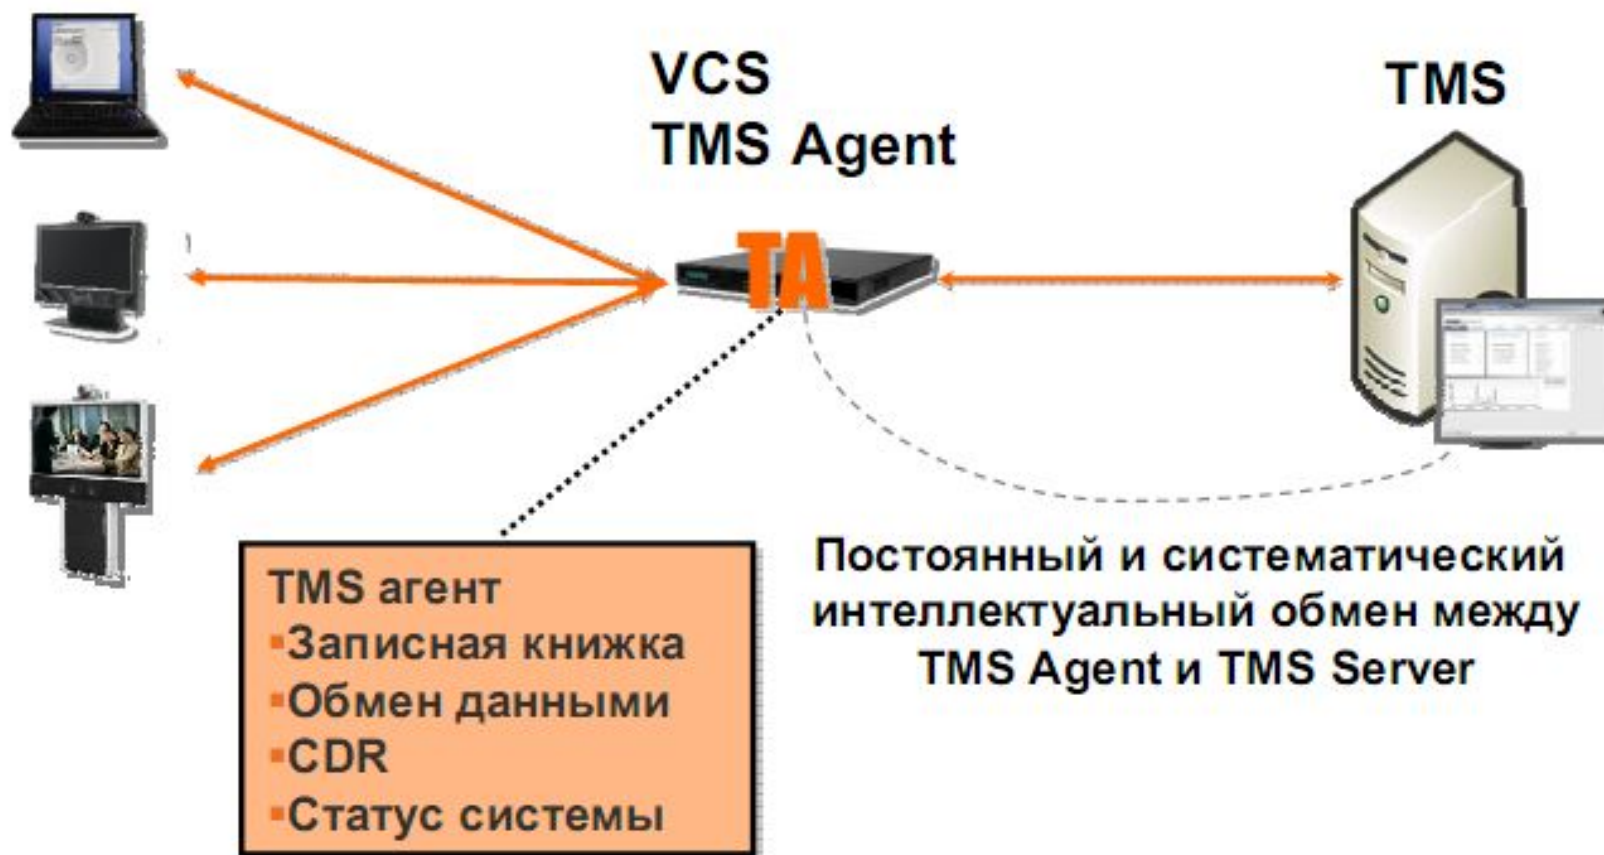 VCS
TMS Agent
TMS
TA
TMS агент
▪Записная книжка
▪Обмен данными
▪CDR
▪Статус системы
Постоянный и систематический
интеллектуальный обмен между
TMS Agent и TMS Server